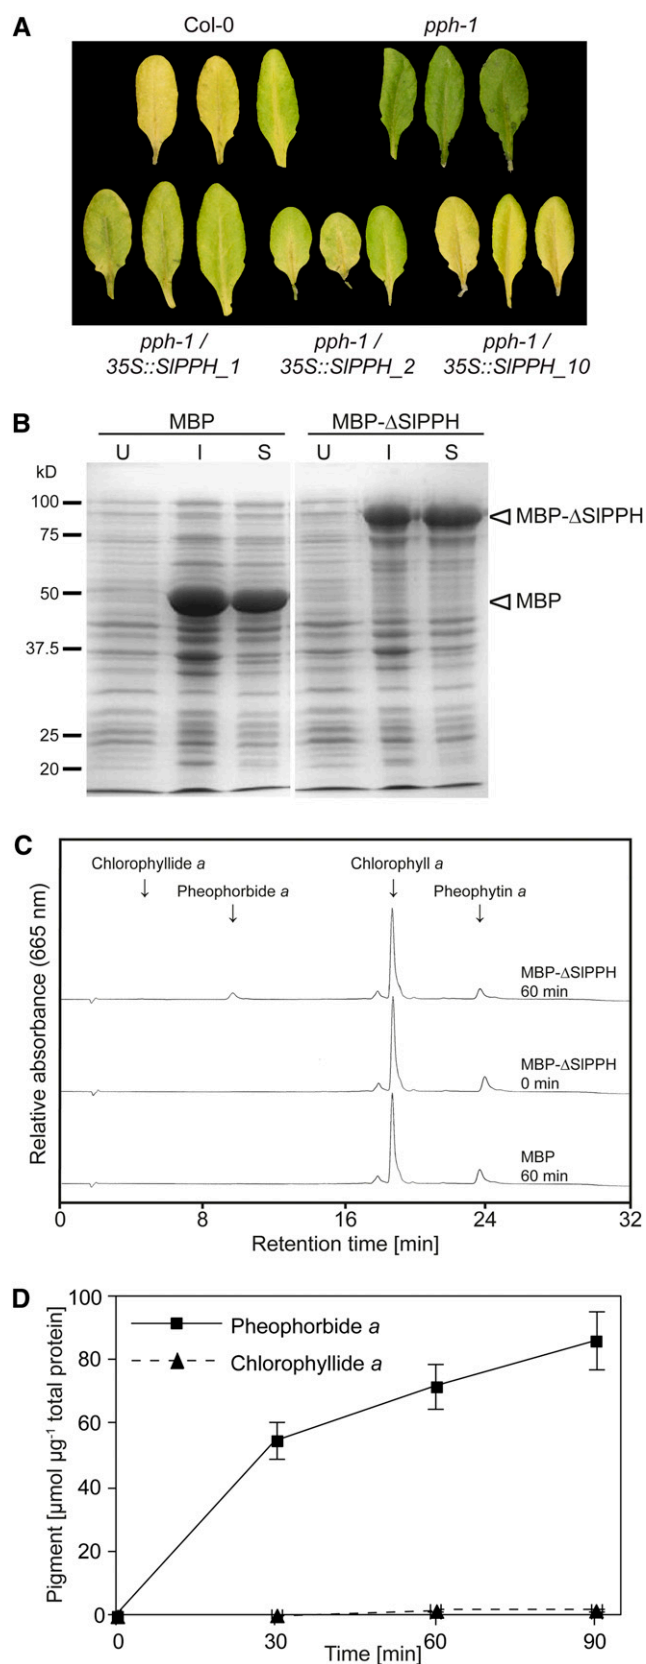 A
Col-0 pph-1
pph-1 / pph-1 / pph-1 /
35S::SlPPH_1 35S::SlPPH_2 35S::SlPPH_10
B
MBP MBP-ΔSlPPH
U I S U I S
kD
100
75
50
37.5
25
20
MBP-ΔSlPPH
MBP
C
Relative absorbance (665 nm)
Chlorophyllide a Chlorophyll a
Pheophorbide a Pheophytin a
MBP-ΔSlPPH
60 min
MBP-ΔSlPPH
0 min
MBP
60 min
0 8 16 24 32
Retention time [min]
D
Pigment [µmol µg⁻¹ total protein]
100
80
60
40
20
0
Pheophorbide a
Chlorophyllide a
0 30 60 90
Time [min]